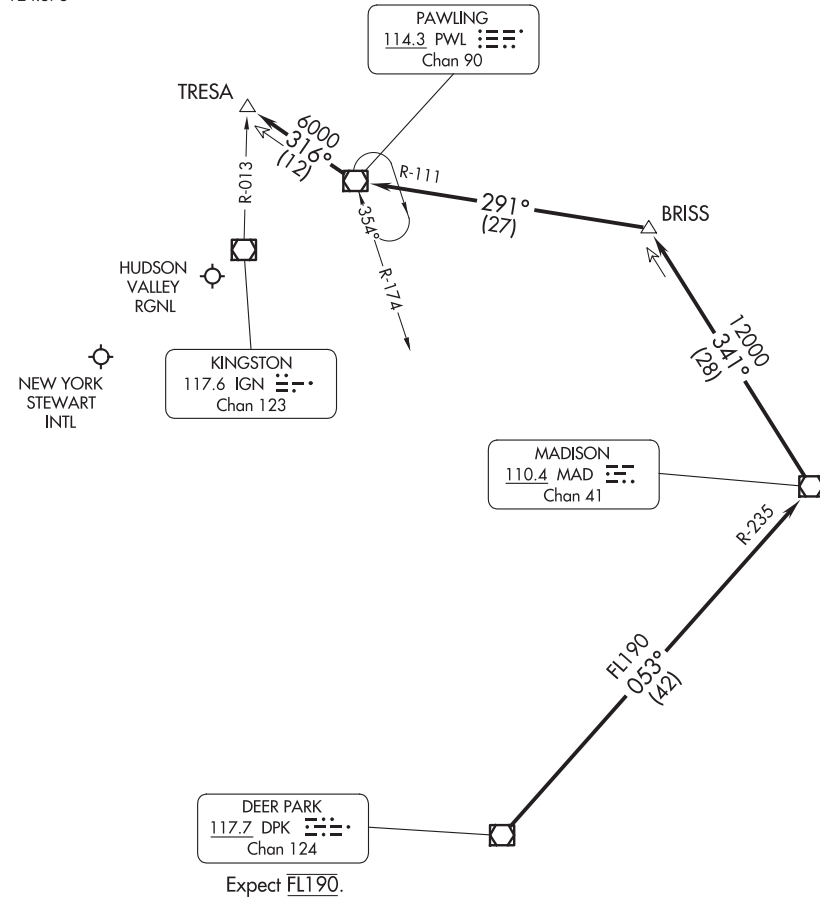 PAWLING
114.3 PWL
Chan 90
TRESA
6000
316°
(12)
R-111
291°
(27)
BRISS
R-013
354°
R-174
HUDSON
VALLEY
RGNL
12000
341°
(28)
NEW YORK
STEWART
INTL
KINGSTON
117.6 IGN
Chan 123
MADISON
110.4 MAD
Chan 41
R-235
FL190
053°
(42)
DEER PARK
117.7 DPK
Chan 124
Expect FL190.